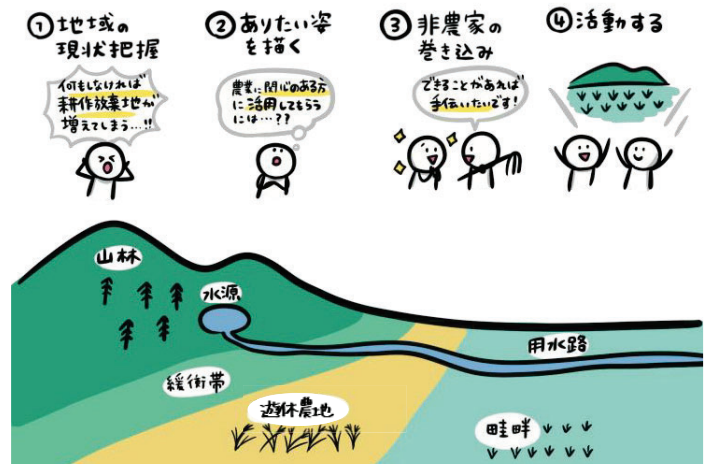 ① 地域の
現状把握
何もしなければ
耕作放棄地が
増えてしまう…!!
② ありたい姿
を描く
農業に関心のある方
に活用してもらう
には…??
③ 非農家の
巻き込み
できることがあれば
手伝いたいです!
④ 活動する
山林
水源
用水路
緩衝帯
遊休農地
畦畔